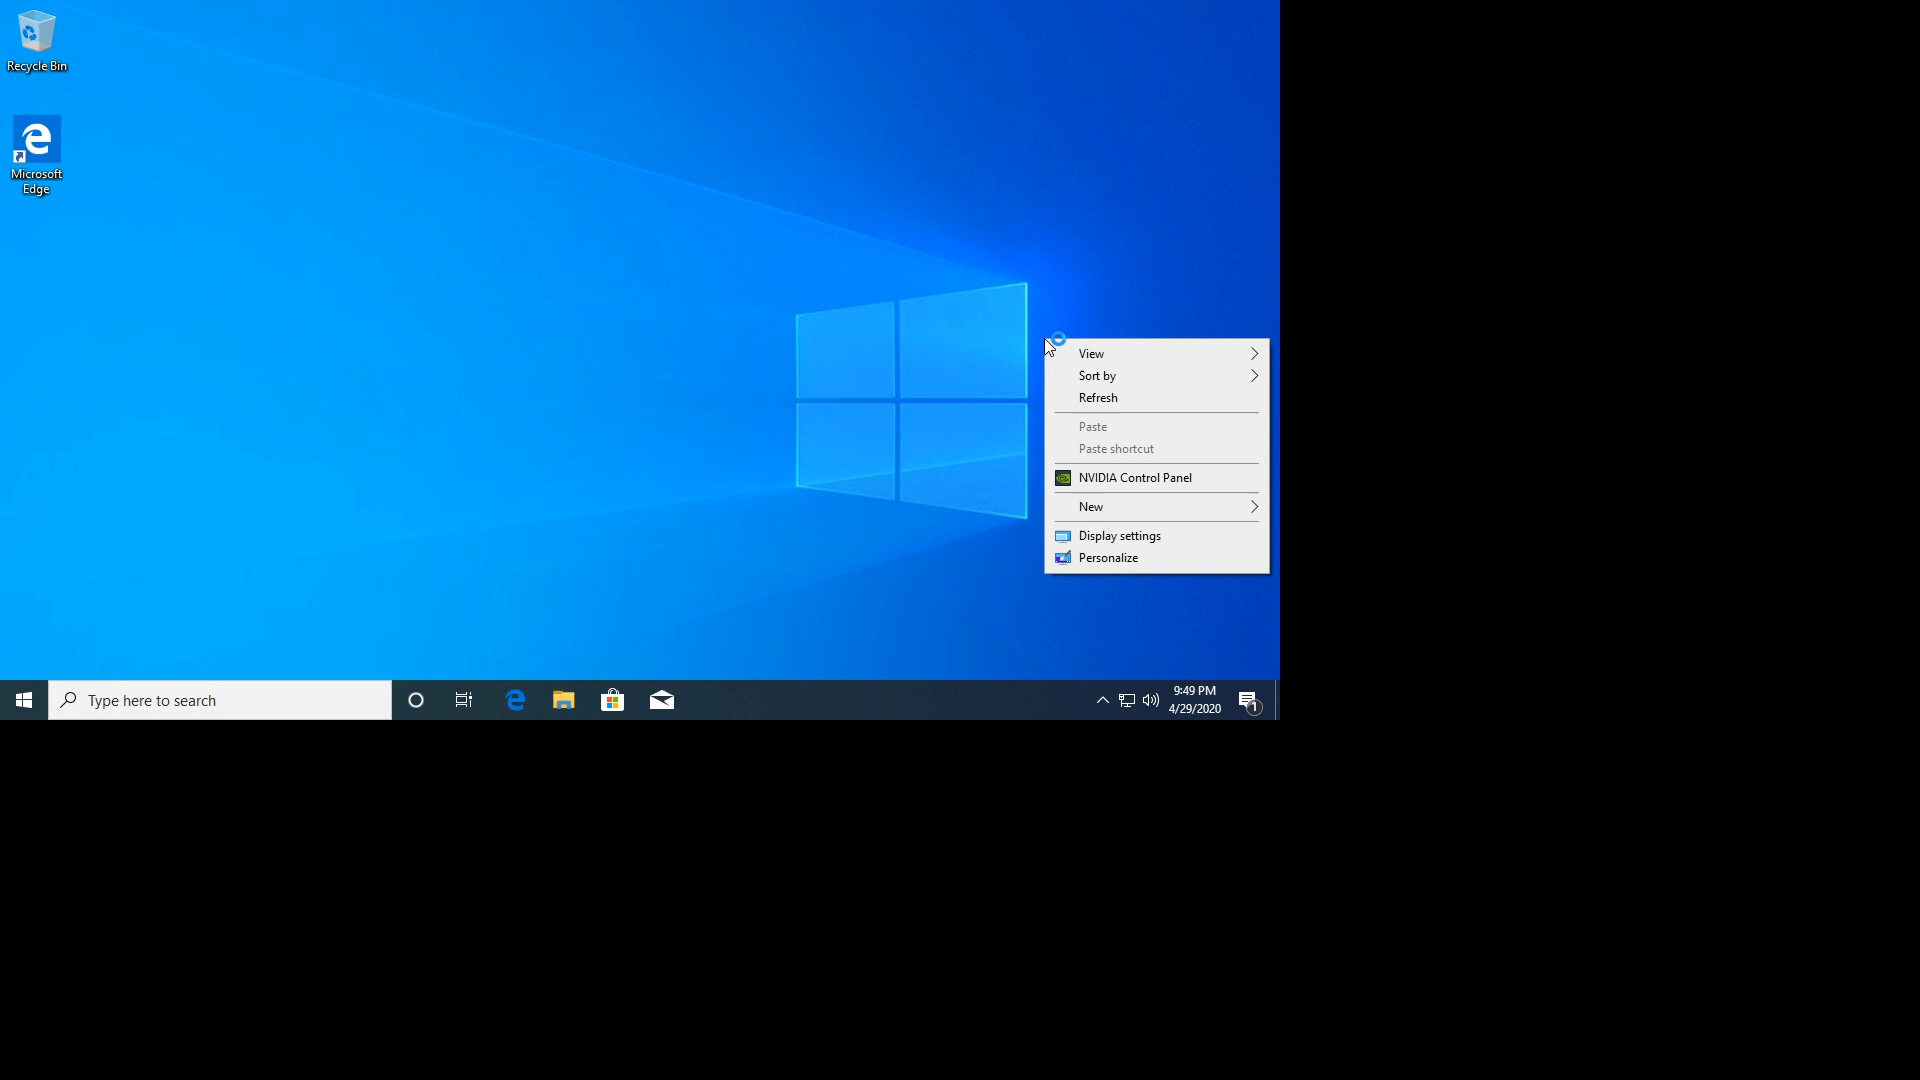 Recycle Bin
Microsoft
Edge
View
Sort by
Refresh
Paste
Paste shortcut
NVIDIA Control Panel
New
Display settings
Personalize
Type here to search
9:49 PM
4/29/2020
1